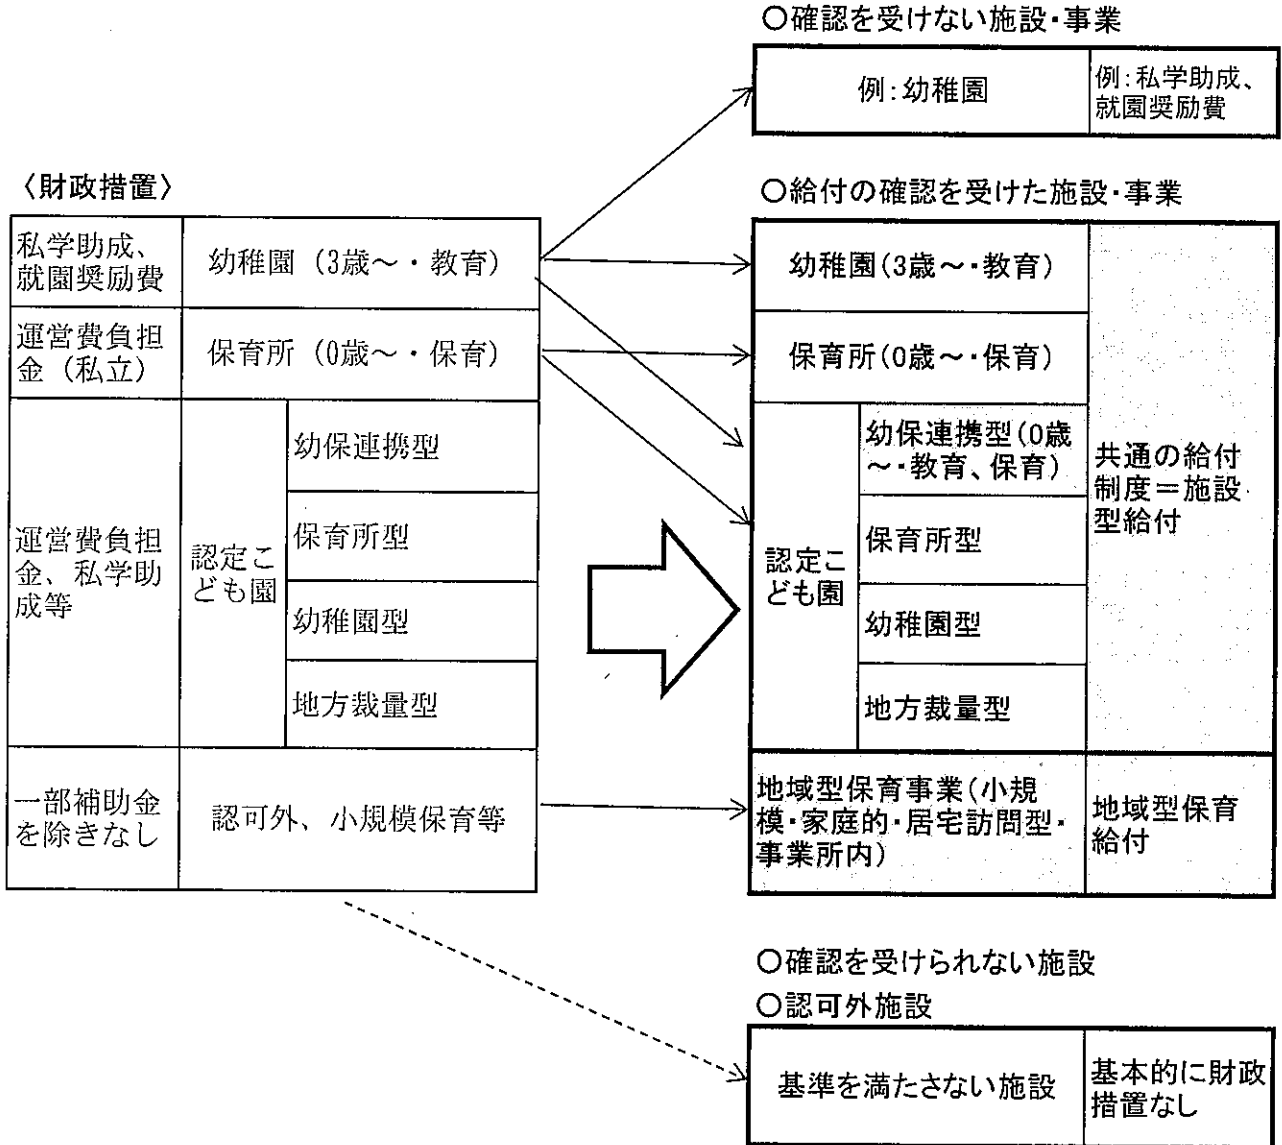 〈財政措置〉
私学助成、
就園奨励費
幼稚園（3歳～・教育）
運営費負担
金（私立）
保育所（0歳～・保育）
運営費負担
金、私学助
成等
認定こ
ども園
幼保連携型
保育所型
幼稚園型
地方裁量型
一部補助金
を除きなし
認可外、小規模保育等
○確認を受けない施設・事業
例：幼稚園
例：私学助成、
就園奨励費
○給付の確認を受けた施設・事業
幼稚園(3歳～・教育)
保育所(0歳～・保育)
認定こ
ども園
幼保連携型(0歳
～・教育、保育)
保育所型
幼稚園型
地方裁量型
共通の給付
制度＝施設
型給付
地域型保育事業(小規
模・家庭的・居宅訪問型・
事業所内)
地域型保育
給付
○確認を受けられない施設
○認可外施設
基準を満たさない施設
基本的に財政
措置なし